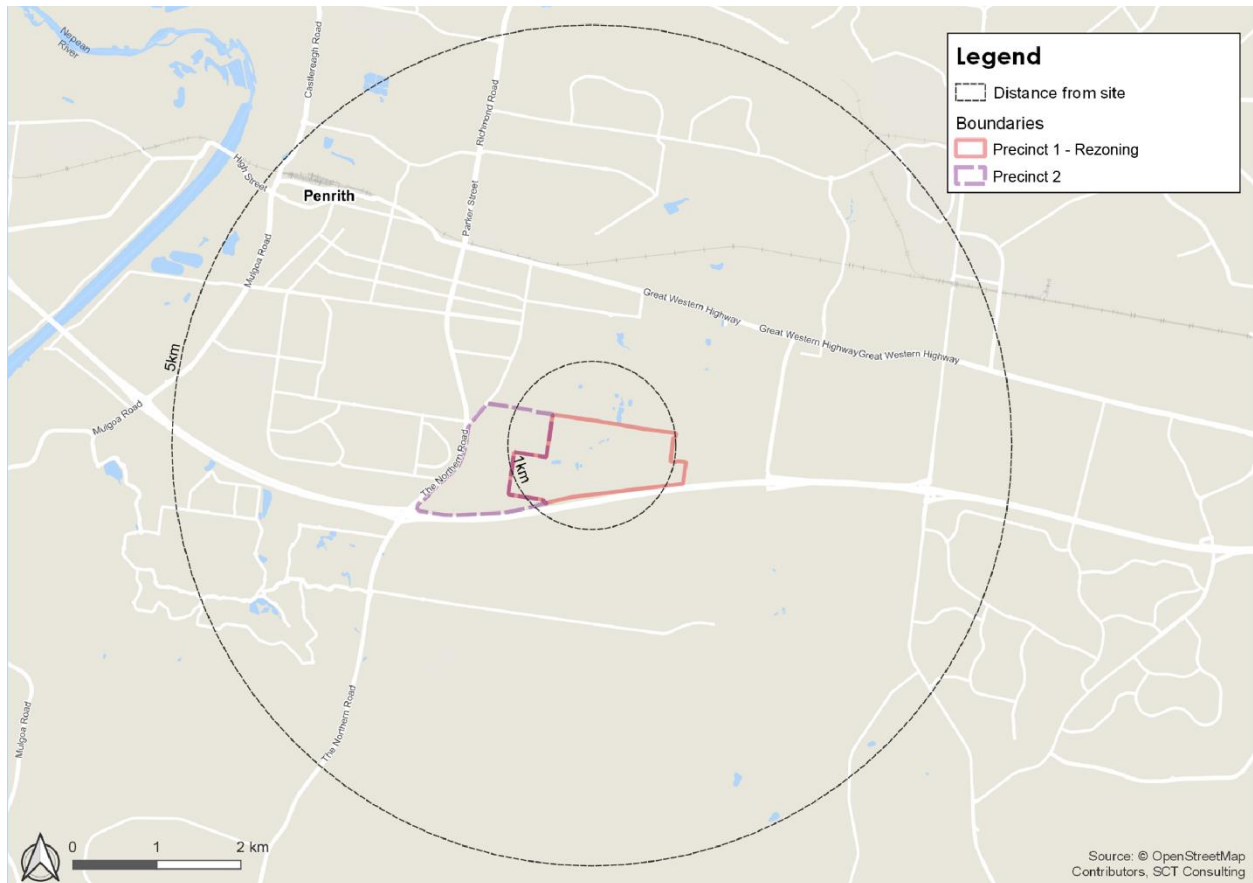 Nepean
River
Castlereagh Road
Richmond Road
High Street
Penrith
Parker Street
Mulgoa Road
Great Western Highway
Great Western Highway
Great Western Highway
5km
Mulgoa Road
The Northern Road
1km
The Northern Road
Mulgoa Road
Legend
Distance from site
Boundaries
Precinct 1 - Rezoning
Precinct 2
0 1 2 km
Source: © OpenStreetMap
Contributors, SCT Consulting